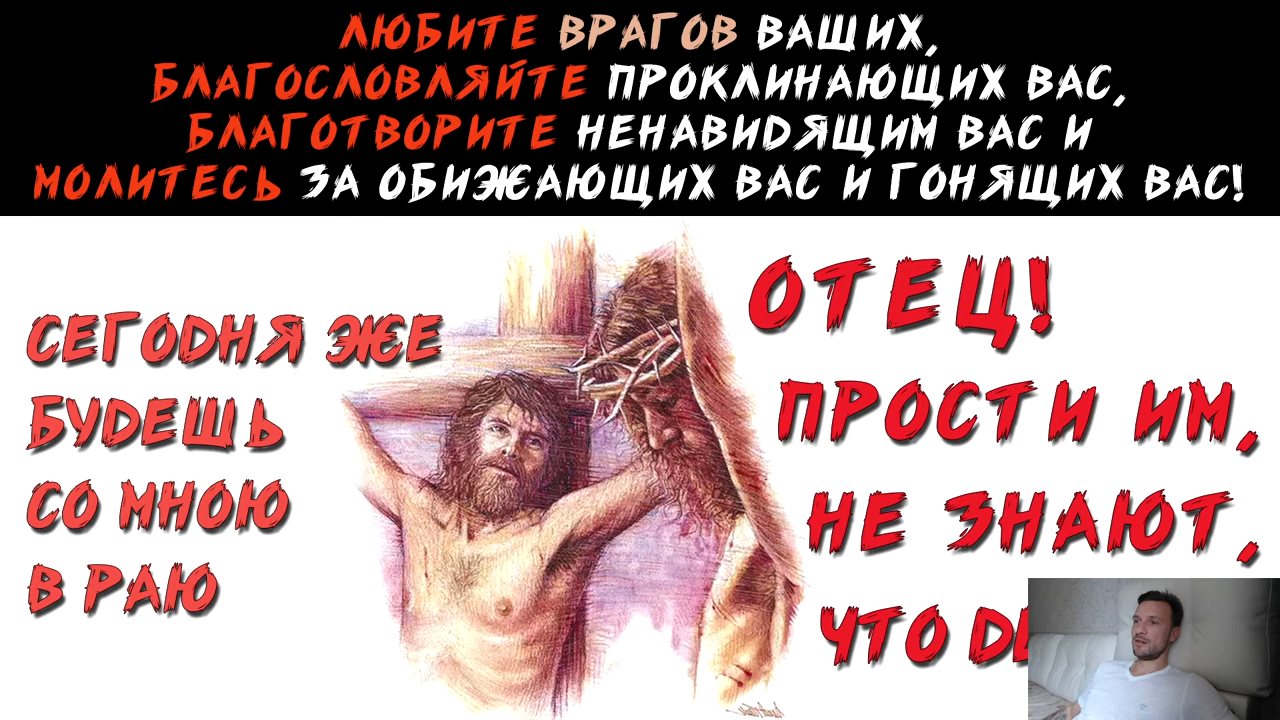 ЛЮБИТЕ ВРАГОВ ВАШИХ,
БЛАГОСЛОВЛЯЙТЕ ПРОКЛИНАЮЩИХ ВАС,
БЛАГОТВОРИТЕ НЕНАВИДЯЩИМ ВАС И
МОЛИТЕСЬ ЗА ОБИЖАЮЩИХ ВАС И ГОНЯЩИХ ВАС!
СЕГОДНЯ ЖЕ
БУДЕШЬ
СО МНОЮ
В РАЮ
ОТЕЦ!
ПРОСТИ ИМ,
НЕ ЗНАЮТ,
ЧТО